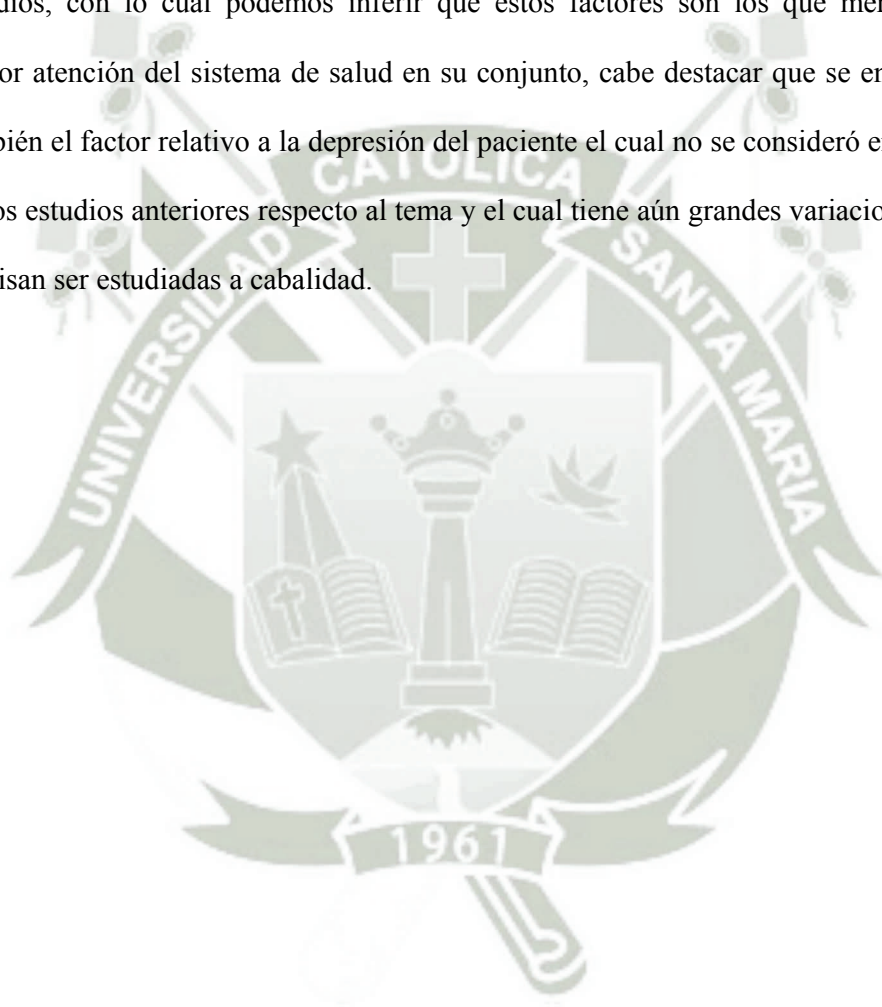 dios, con lo cual podemos inferir que estos factores son los que mer
or atención del sistema de salud en su conjunto, cabe destacar que se en
bién el factor relativo a la depresión del paciente el cual no se consideró e
os estudios anteriores respecto al tema y el cual tiene aún grandes variacio
isan ser estudiadas a cabalidad.
UNIVERSIDAD CATOLICA SANTA MARIA
1961